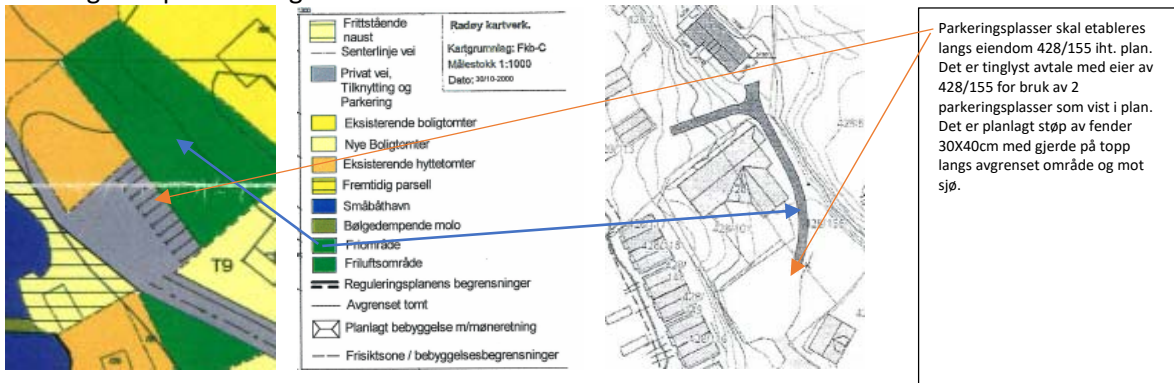 T9
Frittstående
naust
Senterlinje vei
Privat vei,
Tilknytting og
Parkering
Radøy kartverk.
Kartgrunnlag: Fkb-C
Målestokk 1:1000
Dato: 30/10-2000
Eksisterende boligtomter
Nye Boligtomter
Eksisterende hyttetomter
Fremtidig parsell
Småbåthavn
Bølgedempende molo
Friområde
Friluftsområde
Reguleringsplanens begrensninger
Avgrenset tomt
Planlagt bebyggelse m/møneretning
Frisiktsone / bebyggelsesbegrensninger
Parkeringsplasser skal etableres
langs eiendom 428/155 iht. plan.
Det er tinglyst avtale med eier av
428/155 for bruk av 2
parkeringsplasser som vist i plan.
Det er planlagt støp av fender
30X40cm med gjerde på topp
langs avgrenset område og mot
sjø.